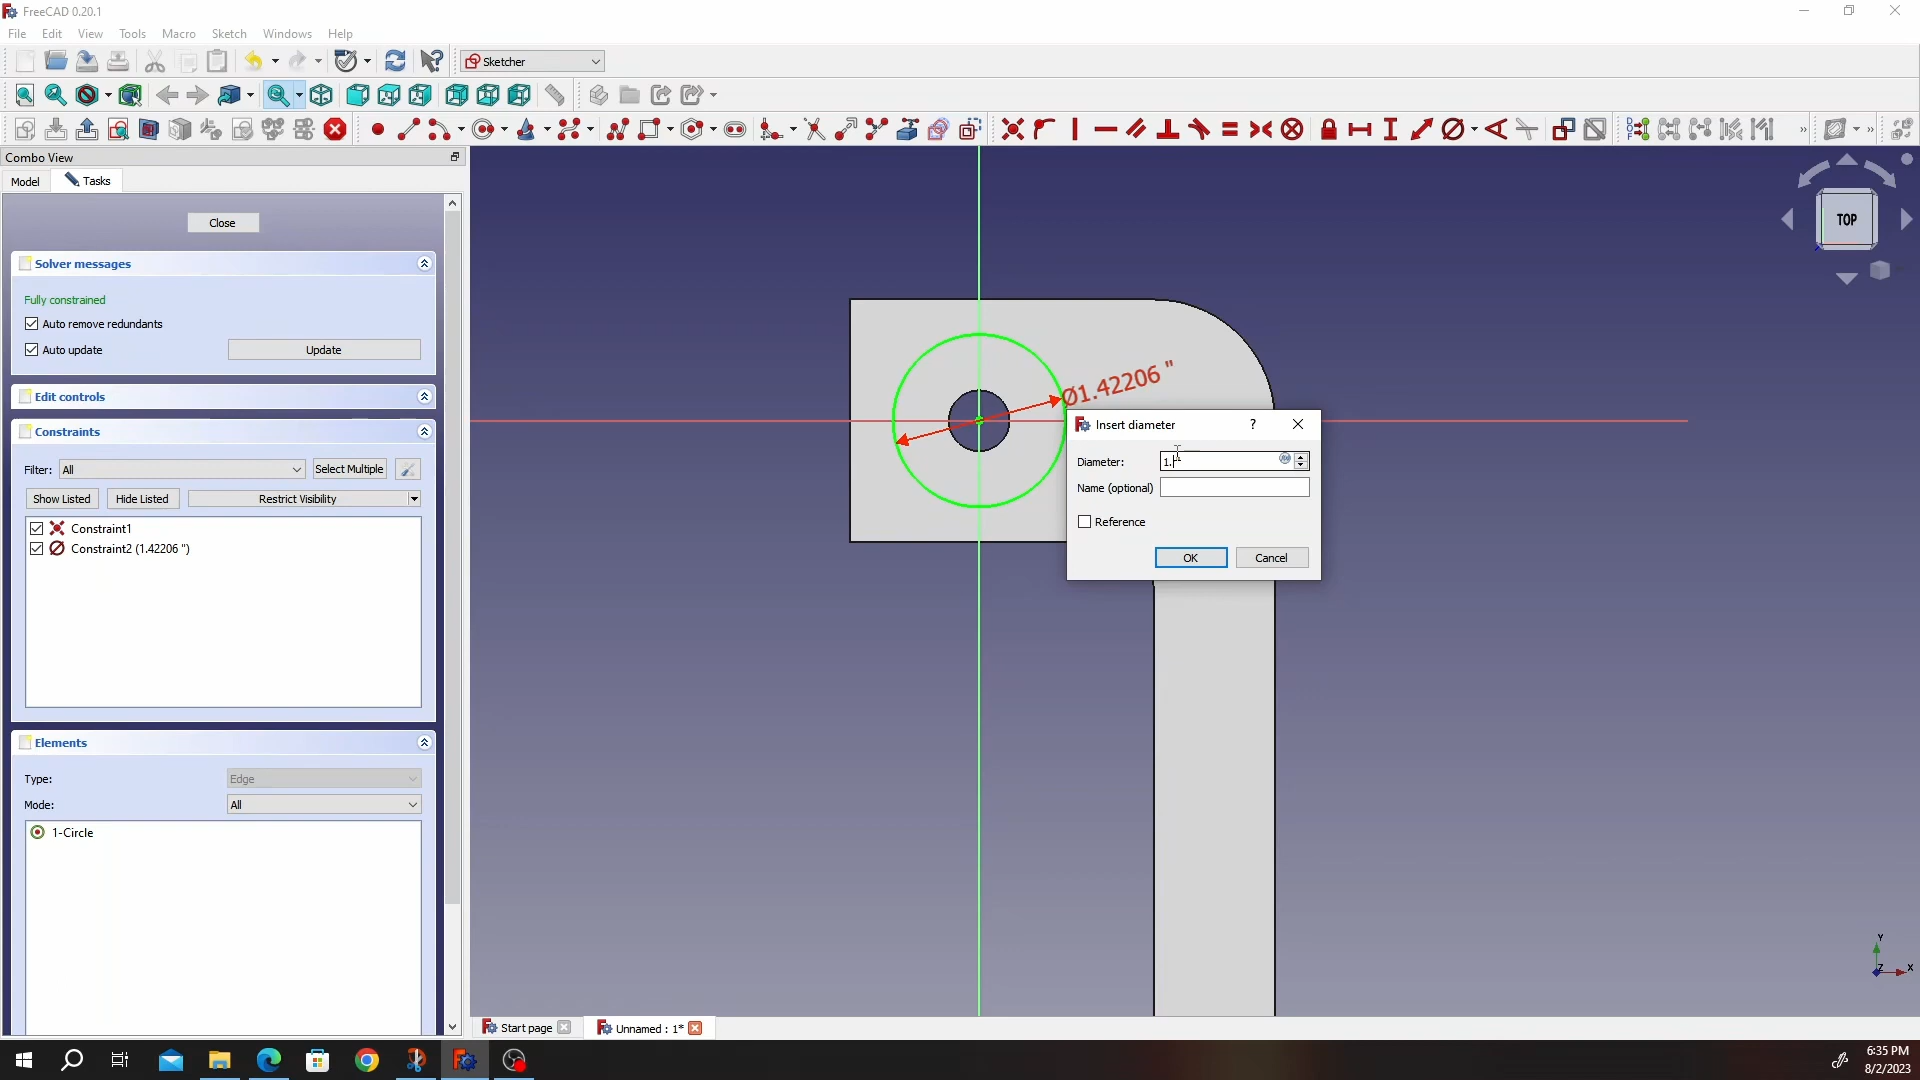 FreeCAD 0.20.1
File Edit View Tools Macro Sketch Windows Help
Sketcher
Combo View
Model Tasks
Close
Solver messages
Fully constrained
Auto remove redundants
Auto update Update
Edit controls
Constraints
Filter: All Select Multiple
Show Listed Hide Listed Restrict Visibility
Constraint1
Constraint2 (1.42206 ")
Elements
Type: Edge
Mode: All
1-Circle
TOP
Ø1.42206 "
Insert diameter ?
Diameter: 1.
Name (optional)
Reference
OK Cancel
Y
Z X
Start page Unnamed : 1*
6:35 PM
8/2/2023